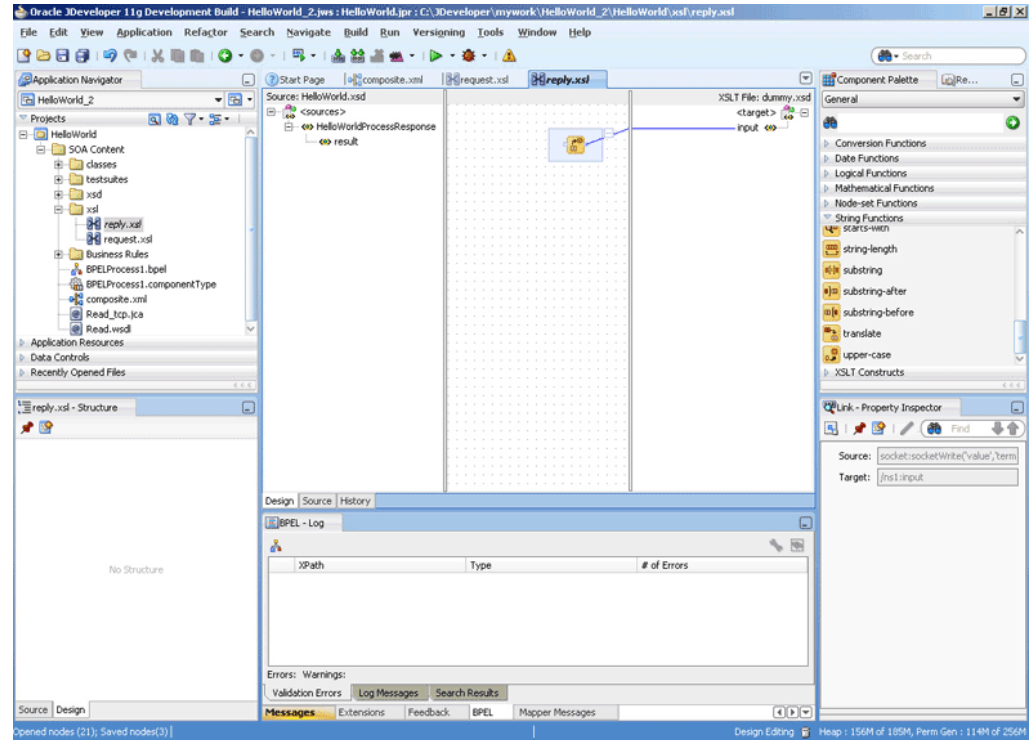 Oracle JDeveloper 11g Development Build - HelloWorld_2.jws : HelloWorld.jpr : C:\JDeveloper\mywork\HelloWorld_2\HelloWorld\xsl\reply.xsl
File Edit View Application Refactor Search Navigate Build Run Versioning Tools Window Help
Search
Application Navigator
HelloWorld_2
Projects
HelloWorld
SOA Content
classes
testsuites
xsd
xsl
reply.xsl
request.xsl
Business Rules
BPELProcess1.bpel
BPELProcess1.componentType
composite.xml
Read_tcp.jca
Read.wsdl
Application Resources
Data Controls
Recently Opened Files
reply.xsl - Structure
No Structure
Source Design
Start Page composite.xml request.xsl reply.xsl
Source: HelloWorld.xsd XSLT File: dummy.xsd
<sources> <target>
HelloWorldProcessResponse input
result
Design Source History
BPEL - Log
XPath Type # of Errors
Errors: Warnings:
Validation Errors Log Messages Search Results
Messages Extensions Feedback BPEL Mapper Messages
Component Palette Re...
General
Conversion Functions
Date Functions
Logical Functions
Mathematical Functions
Node-set Functions
String Functions
starts-with
string-length
substring
substring-after
substring-before
translate
upper-case
XSLT Constructs
Link - Property Inspector
Find
Source: socket:socketWrite('value','term
Target: /ns1:input
Opened nodes (21); Saved nodes(3) Design Editing Heap : 156M of 185M, Perm Gen : 114M of 256M